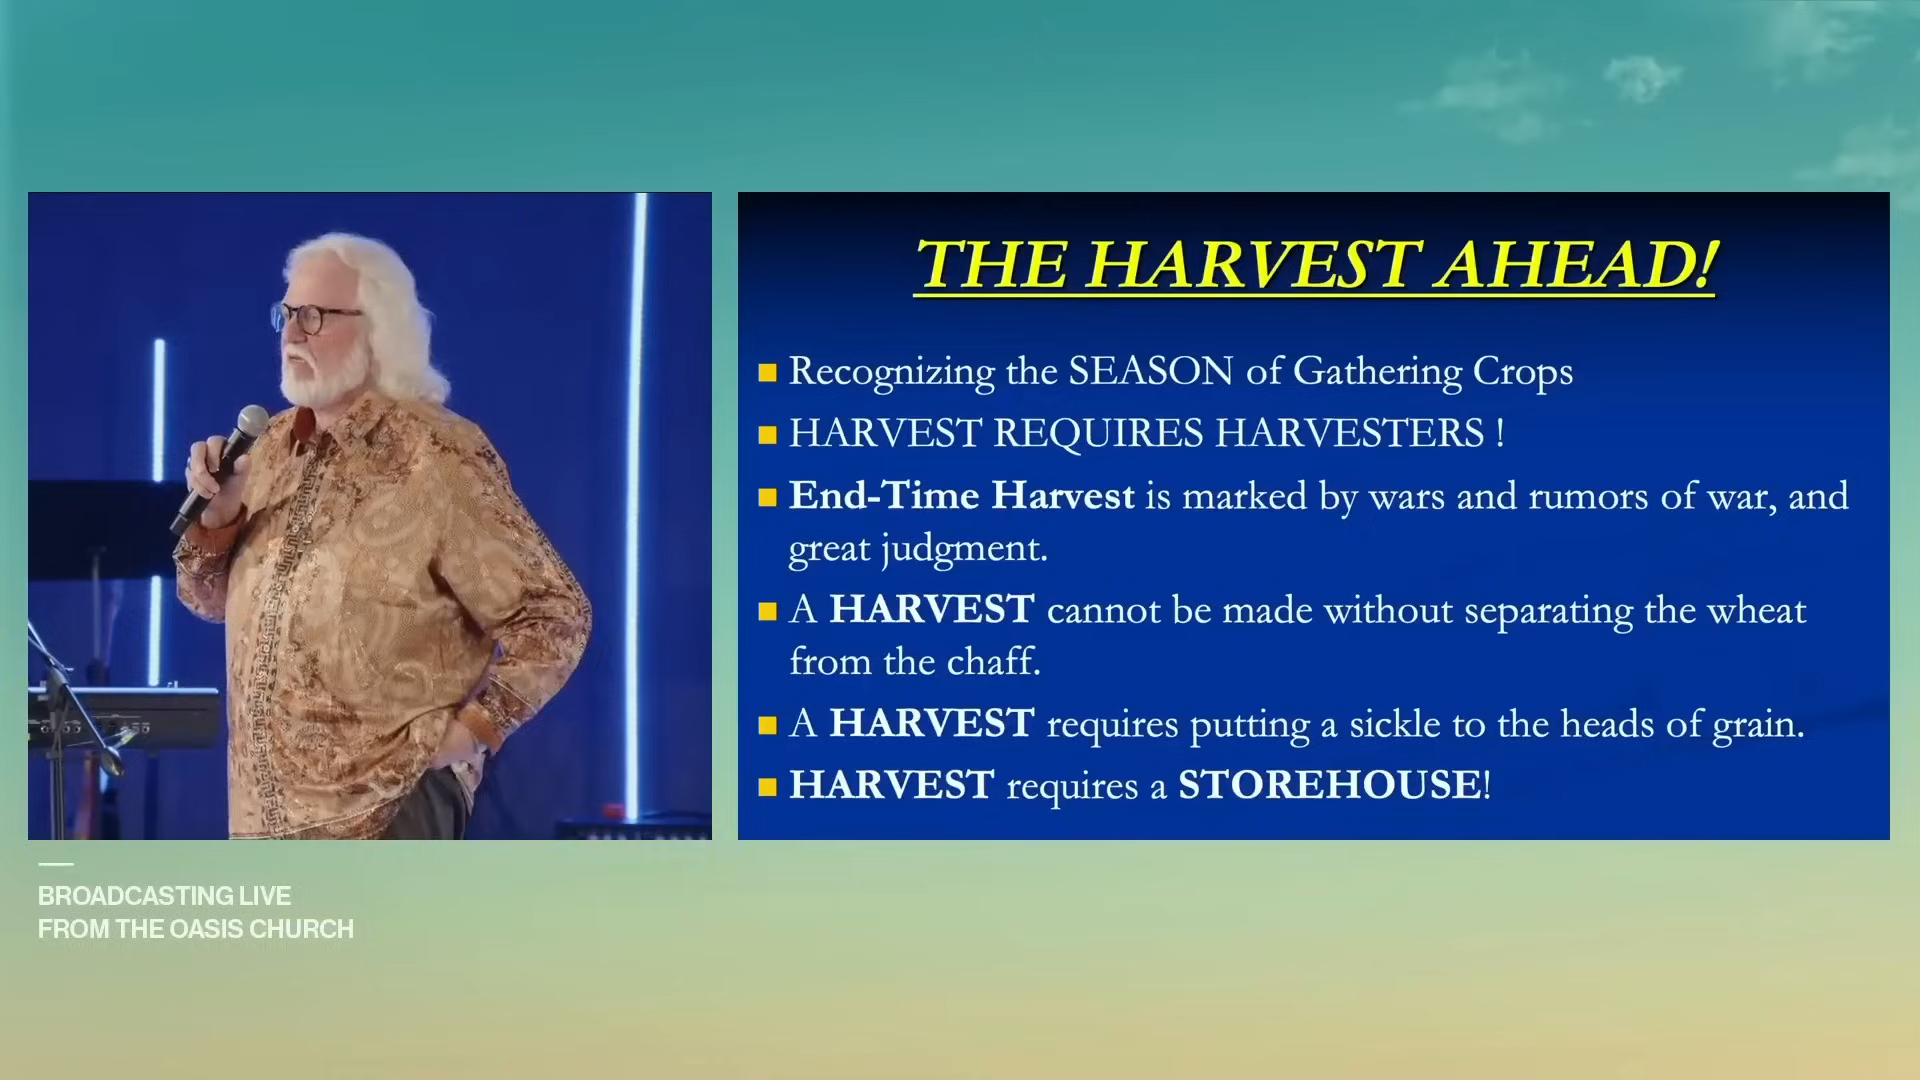 THE HARVEST AHEAD!
Recognizing the SEASON of Gathering Crops
HARVEST REQUIRES HARVESTERS !
End-Time Harvest is marked by wars and rumors of war, and
great judgment.
A HARVEST cannot be made without separating the wheat
from the chaff.
A HARVEST requires putting a sickle to the heads of grain.
HARVEST requires a STOREHOUSE!
BROADCASTING LIVE
FROM THE OASIS CHURCH